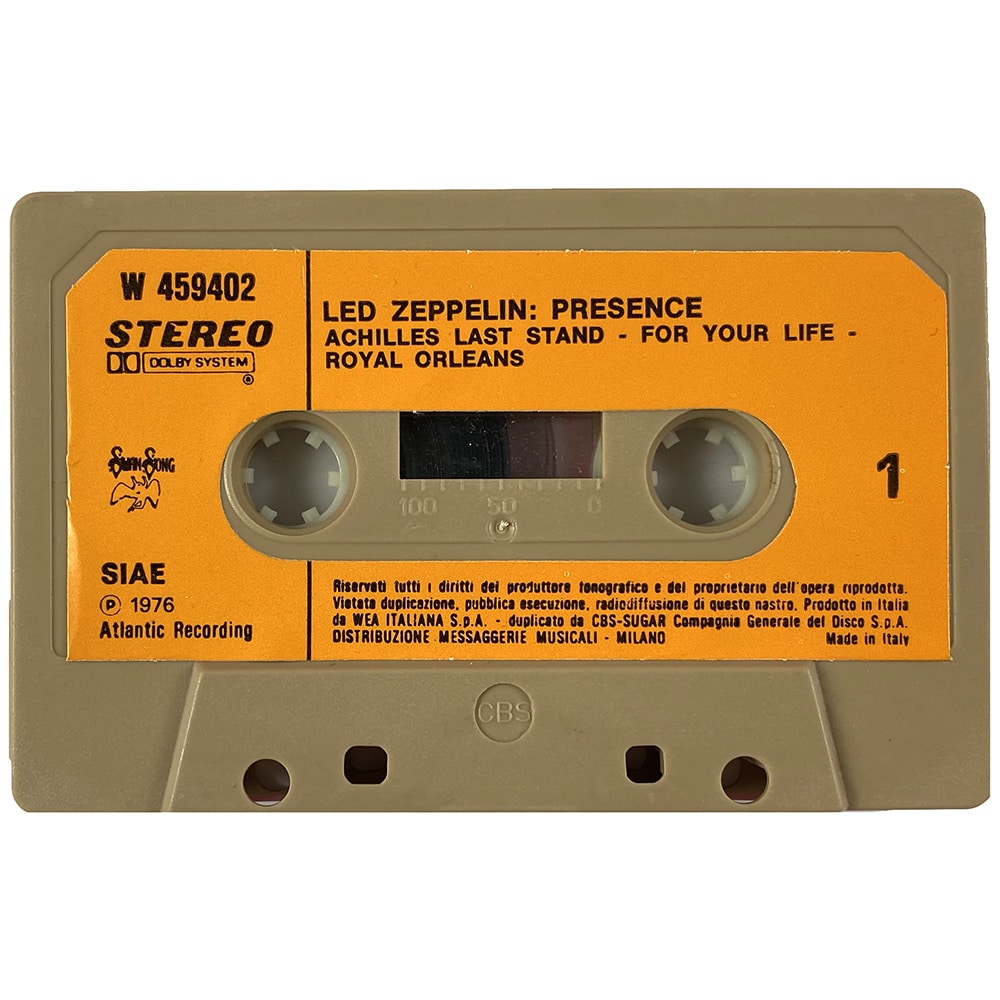 W 459402
STEREO
DOLBY SYSTEM
®
LED ZEPPELIN: PRESENCE
ACHILLES LAST STAND - FOR YOUR LIFE -
ROYAL ORLEANS
SWAN SONG
1
100 50 0
SIAE
Ⓟ 1976
Atlantic Recording
Riservati tutti i diritti del produttore fonografico e del proprietario dell'opera riprodotta.
Vietata duplicazione, pubblica esecuzione, radiodiffusione di questo nastro. Prodotto in Italia
da WEA ITALIANA S.p.A. - duplicato da CBS-SUGAR Compagnia Generale del Disco S.p.A.
DISTRIBUZIONE MESSAGGERIE MUSICALI - MILANO Made in Italy
CBS